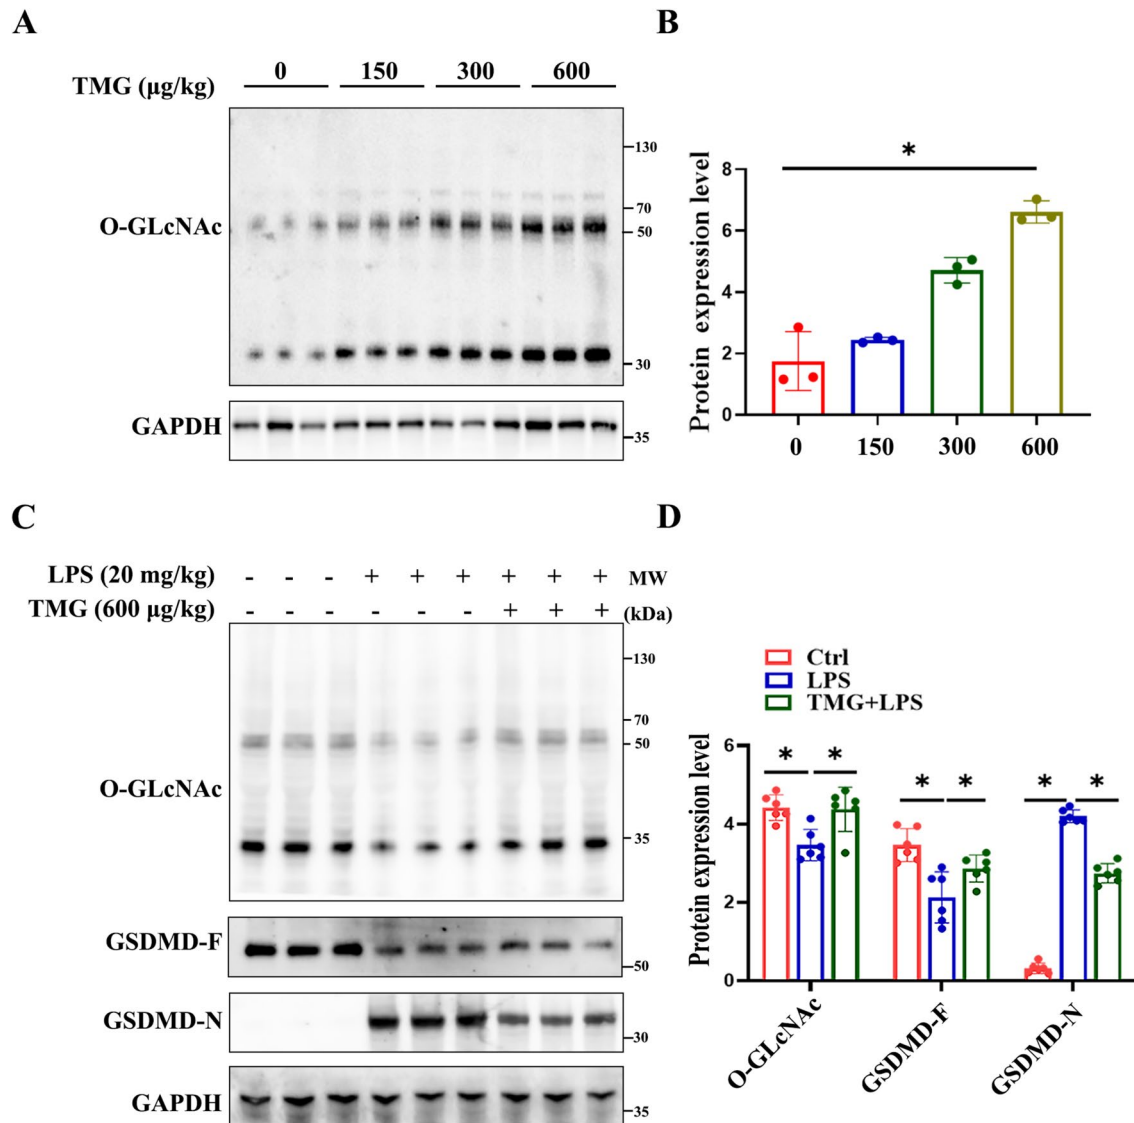 A
TMG (μg/kg)
0 150 300 600
O-GLcNAc
130
70
50
30
GAPDH
35
B
Protein expression level
8
6
4
2
0
*
0 150 300 600
C
LPS (20 mg/kg) - - - + + + + + + MW
TMG (600 μg/kg) - - - - - - + + + (kDa)
O-GLcNAc
130
70
50
35
GSDMD-F
50
GSDMD-N
30
GAPDH
35
D
Ctrl
LPS
TMG+LPS
Protein expression level
6
4
2
0
* * * * * *
O-GLcNAc
GSDMD-F
GSDMD-N